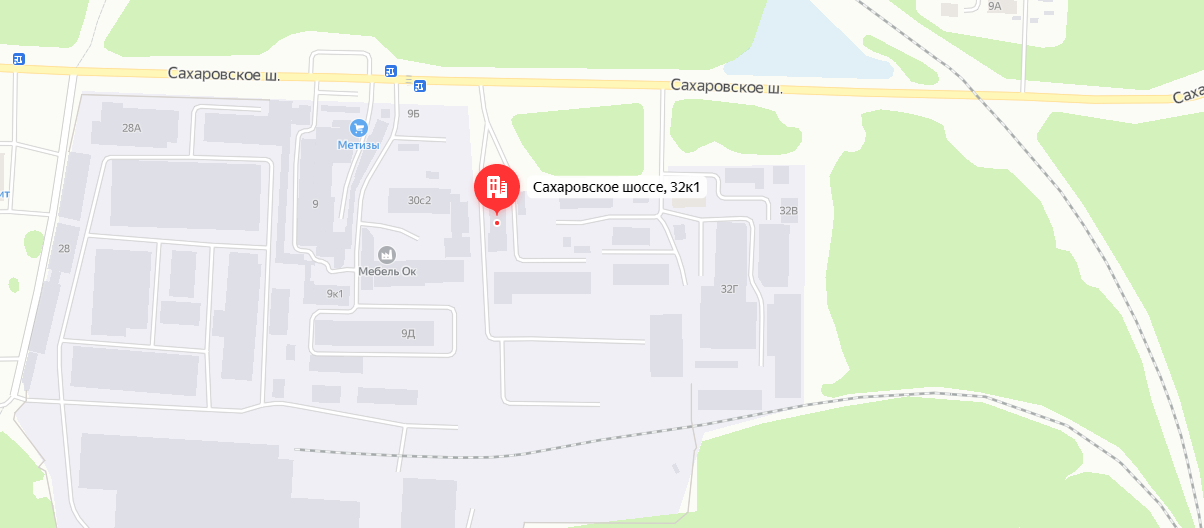 9А
Сахаровское ш.
Сахаровское ш.
Саха
28А
9Б
Метизы
ит
Сахаровское шоссе, 32к1
9
30с2
32В
28
Мебель Ок
9к1
32Г
9Д